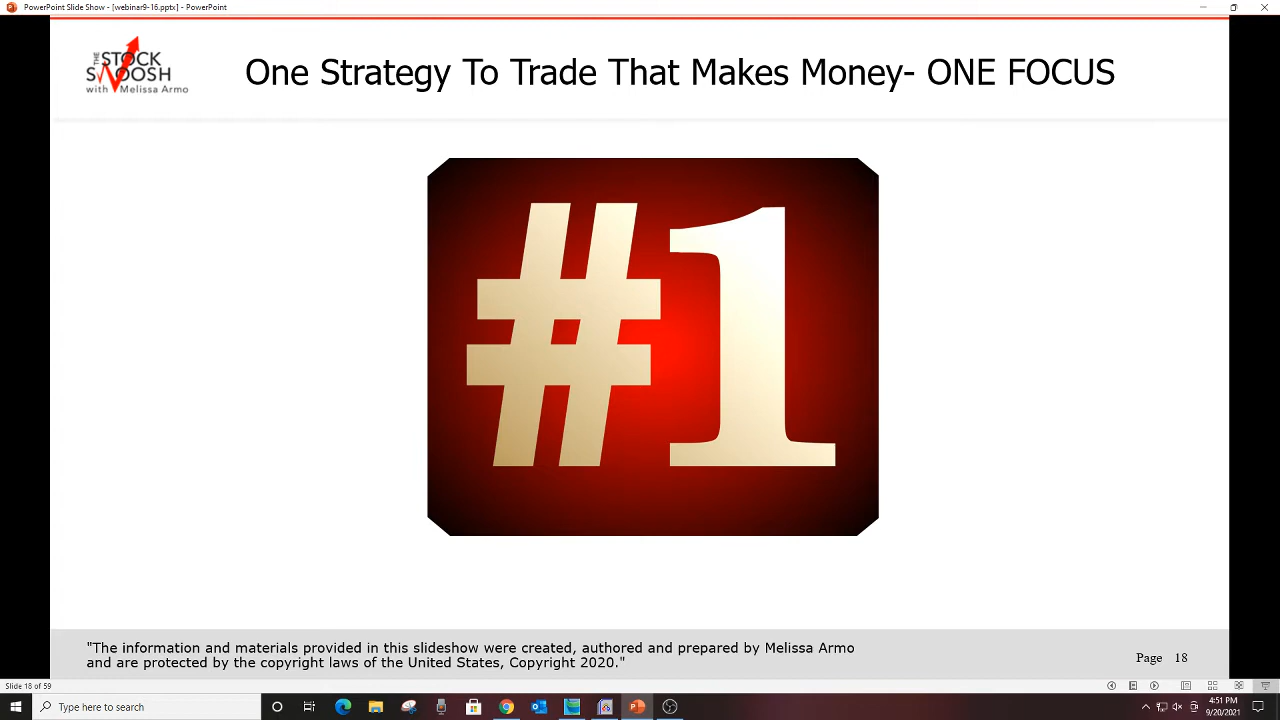 PowerPoint Slide Show - [webinar9-16.pptx] - PowerPoint
THE
STOCK
SWOOSH
with Melissa Armo
One Strategy To Trade That Makes Money- ONE FOCUS
#1
"The information and materials provided in this slideshow were created, authored and prepared by Melissa Armo
and are protected by the copyright laws of the United States, Copyright 2020."
Page 18
Slide 18 of 59
Type here to search
4:51 PM
9/20/2021